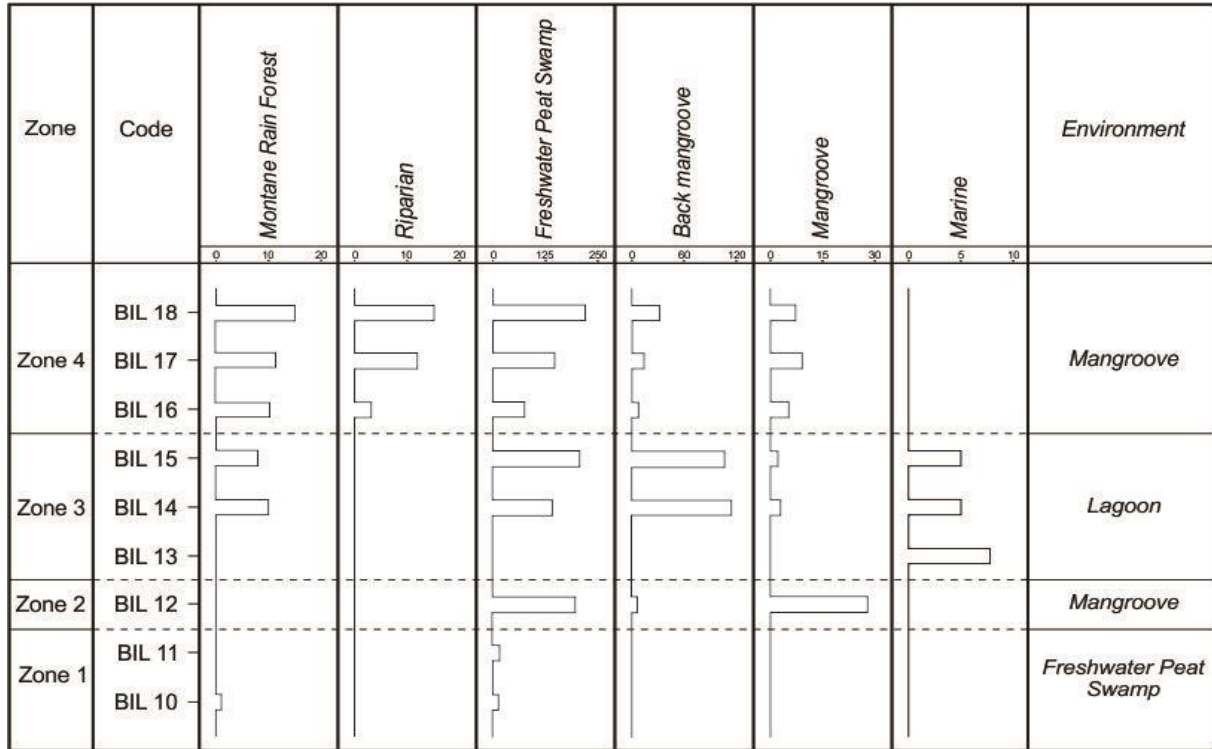 Zone
Code
Montane Rain Forest
Riparian
Freshwater Peat Swamp
Back mangroove
Mangroove
Marine
Environment
0 10 20
0 10 20
0 125 250
0 60 120
0 15 30
0 5 10
Zone 4
BIL 18
BIL 17
BIL 16
Mangroove
Zone 3
BIL 15
BIL 14
BIL 13
Lagoon
Zone 2
BIL 12
Mangroove
Zone 1
BIL 11
BIL 10
Freshwater Peat
Swamp